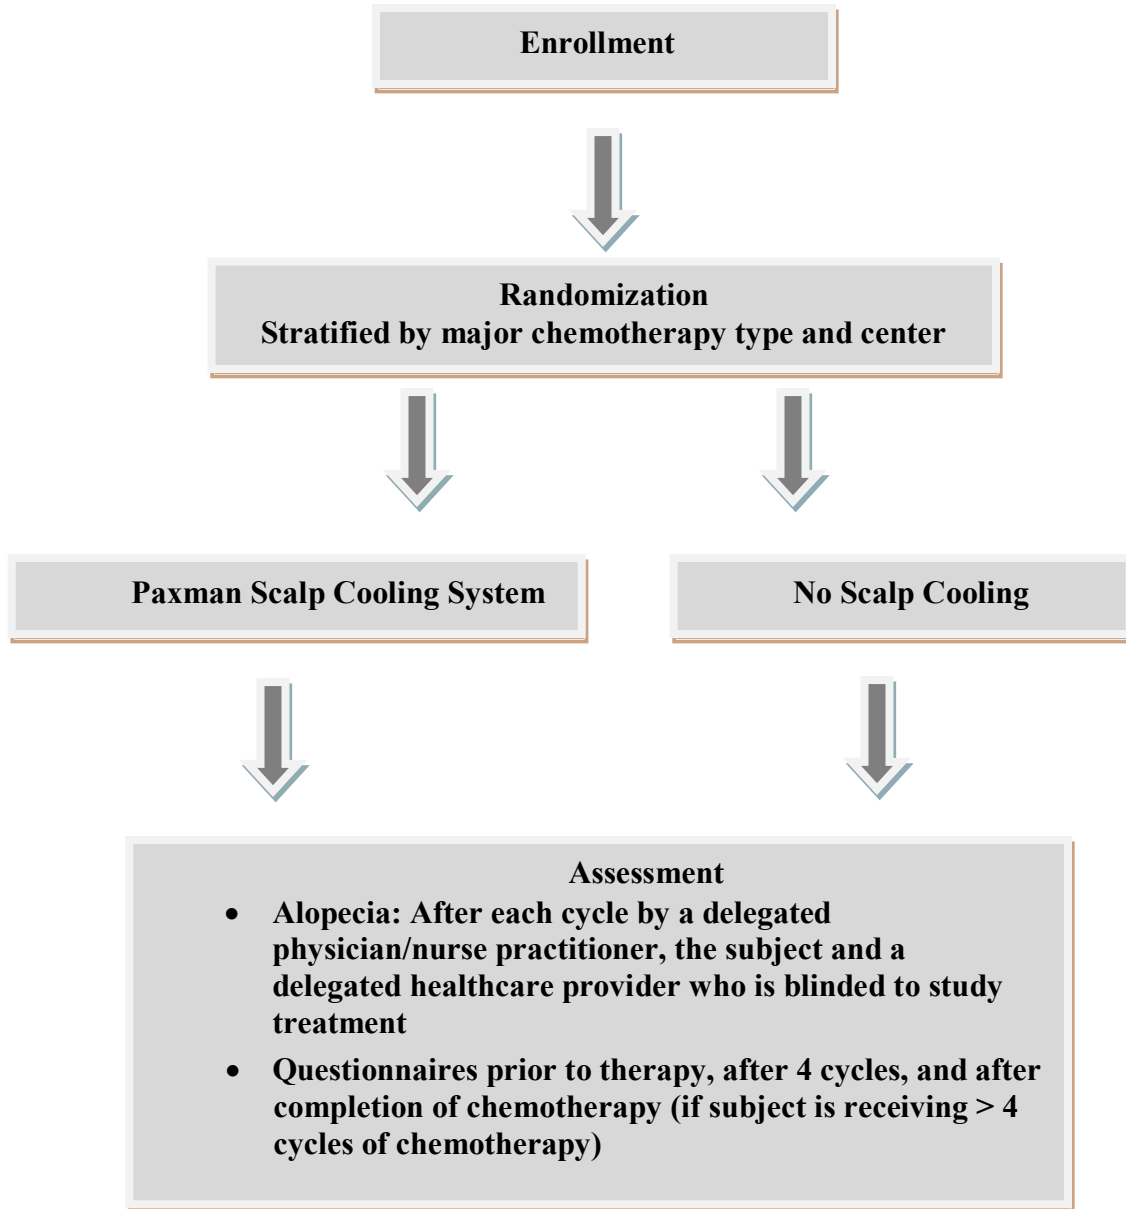 Enrollment
Randomization
Stratified by major chemotherapy type and center
Paxman Scalp Cooling System
No Scalp Cooling
Assessment
• Alopecia: After each cycle by a delegated
physician/nurse practitioner, the subject and a
delegated healthcare provider who is blinded to study
treatment
• Questionnaires prior to therapy, after 4 cycles, and after
completion of chemotherapy (if subject is receiving > 4
cycles of chemotherapy)